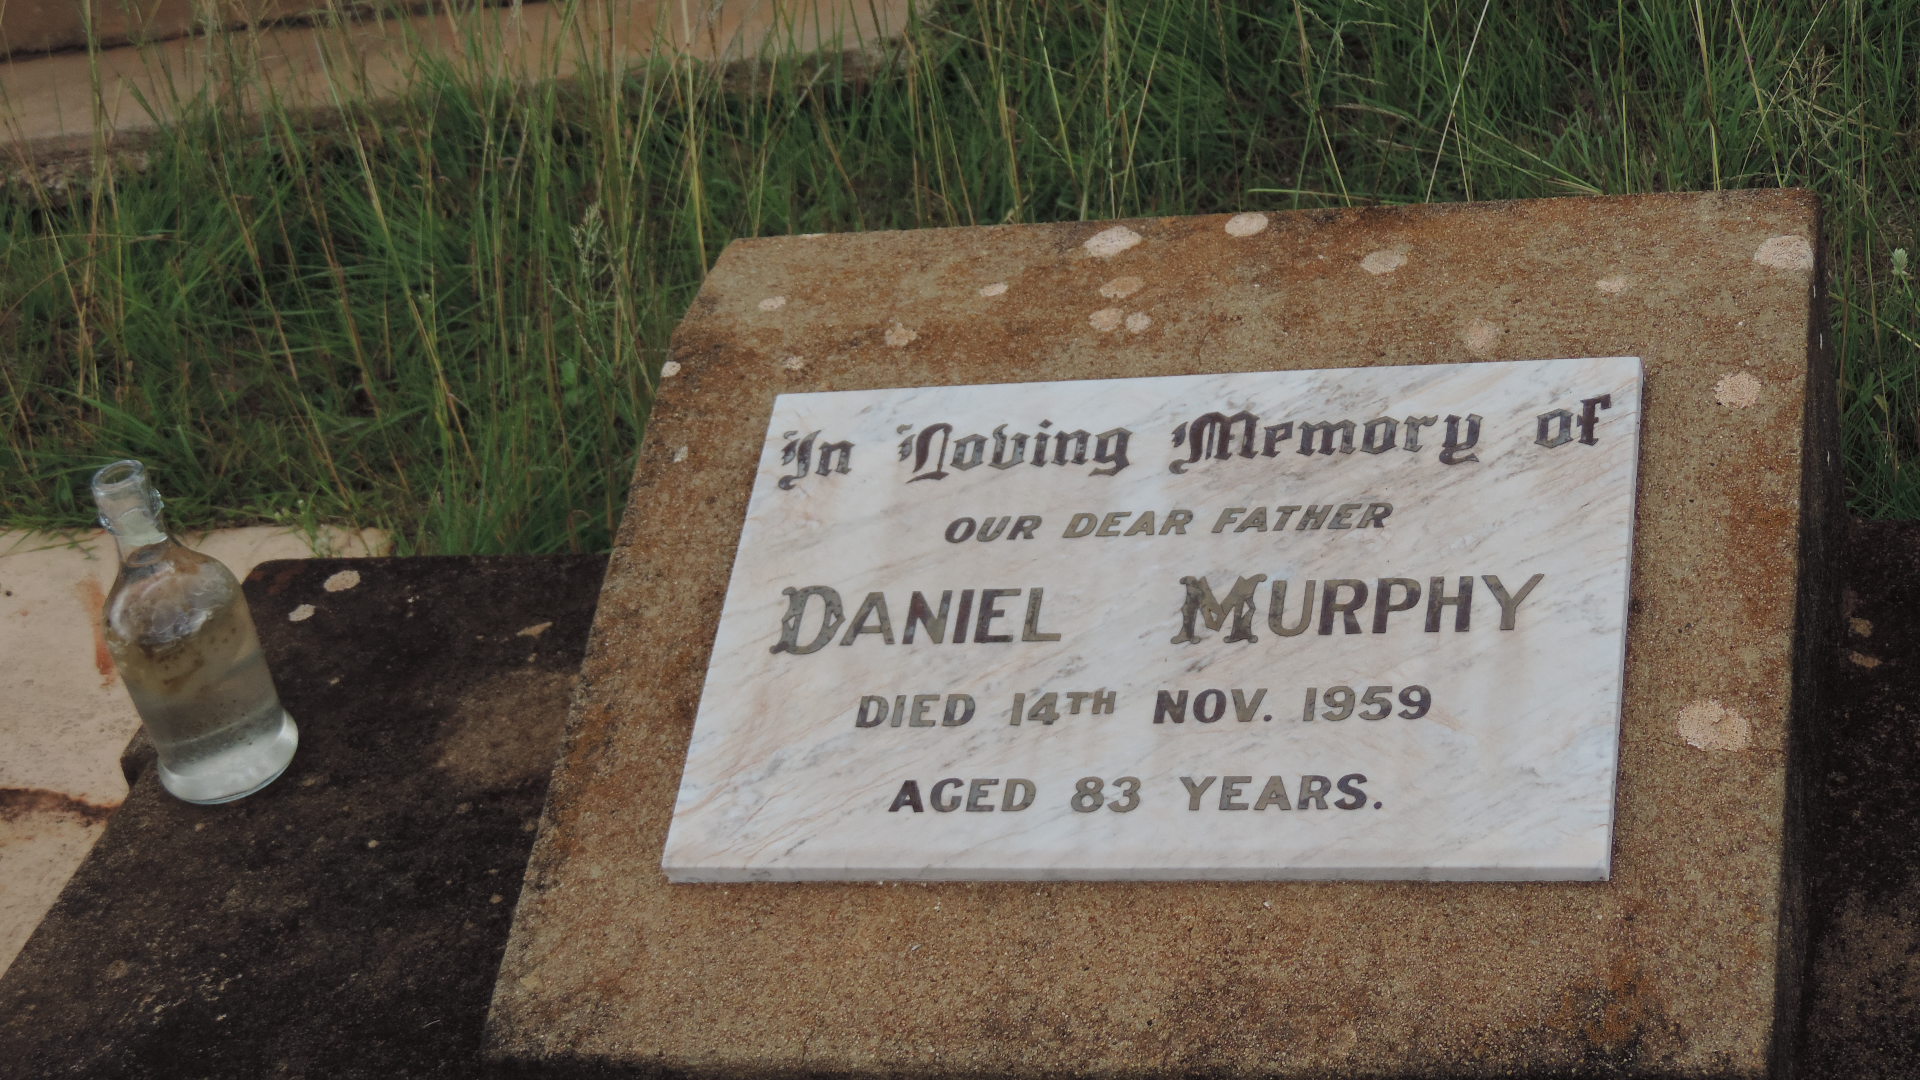 In Loving Memory of
OUR DEAR FATHER
DANIEL MURPHY
DIED 14TH NOV. 1959
AGED 83 YEARS.